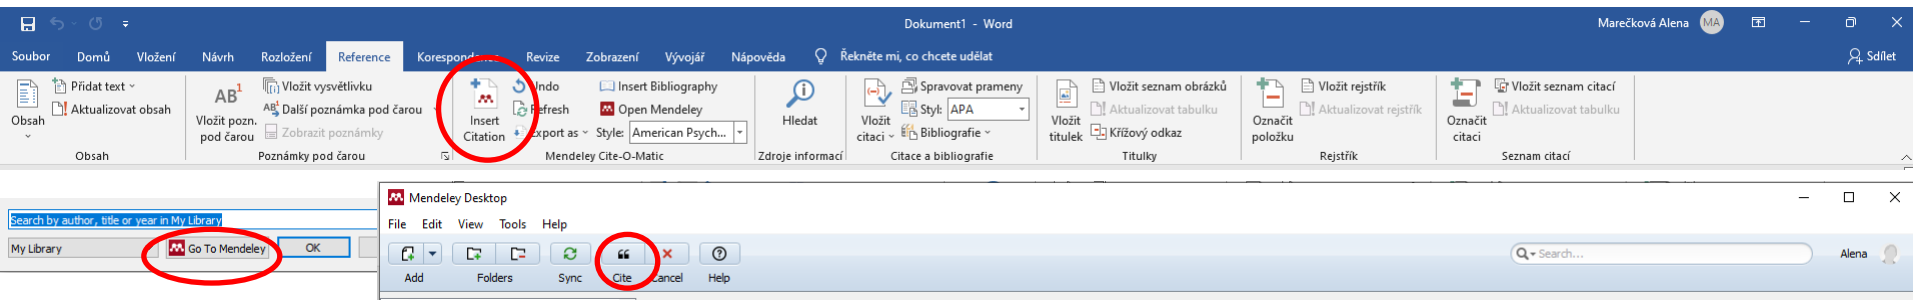 Dokument1 - Word
Marečková Alena MA
Soubor Domů Vložení Návrh Rozložení Reference Korespondence Revize Zobrazení Vývojář Nápověda Řekněte mi, co chcete udělat Sdílet
Obsah
Přidat text
Aktualizovat obsah
Obsah
AB1
Vložit pozn.
pod čarou
Vložit vysvětlivku
AB1 Další poznámka pod čarou
Zobrazit poznámky
Poznámky pod čarou
Insert
Citation
Undo
Refresh
Export as
Insert Bibliography
Open Mendeley
Style: American Psych...
Mendeley Cite-O-Matic
Hledat
Zdroje informací
Vložit
citaci
Spravovat prameny
Styl: APA
Bibliografie
Citace a bibliografie
Vložit
titulek
Vložit seznam obrázků
Aktualizovat tabulku
Křížový odkaz
Titulky
Označit
položku
Vložit rejstřík
Aktualizovat rejstřík
Rejstřík
Označit
citaci
Vložit seznam citací
Aktualizovat tabulku
Seznam citací
Search by author, title or year in My Library
My Library Go To Mendeley OK
Mendeley Desktop
File Edit View Tools Help
Add Folders Sync Cite Cancel Help
Search...
Alena